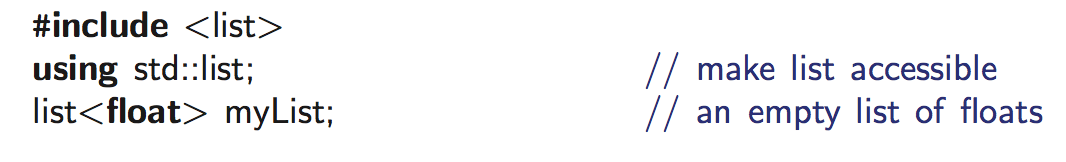 #include <list>
using std::list; // make list accessible
list<float> myList; // an empty list of floats